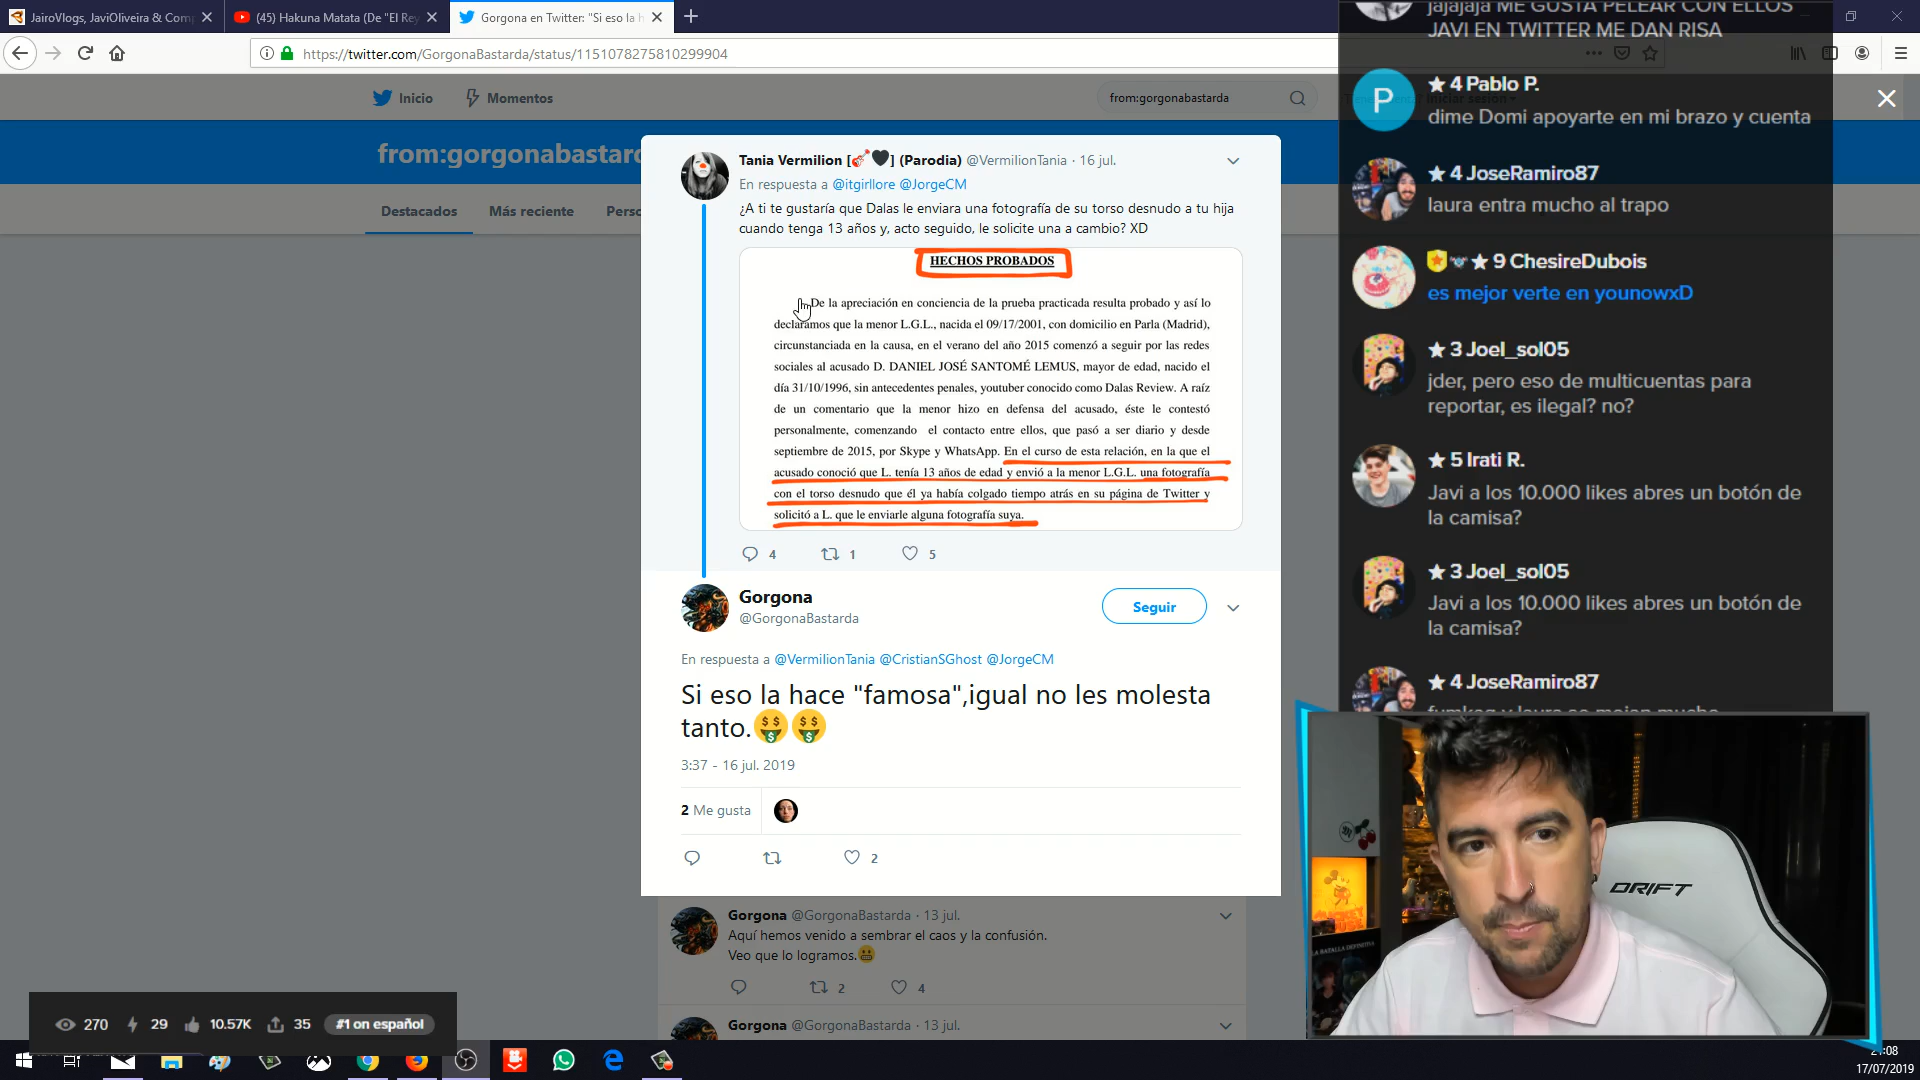 JairoVlogs, JaviOliveira & Comp
(45) Hakuna Matata (De "El Rey
Gorgona en Twitter: "Si eso la h
https://twitter.com/GorgonaBastarda/status/1151078275810299904
Inicio
Momentos
from:gorgonabastarda
from:gorgonabastarda
Destacados
Más reciente
Perso
Tania Vermilion [🎸🖤] (Parodia) @VermilionTania · 16 jul.
En respuesta a @itgirllore @JorgeCM
¿A ti te gustaría que Dalas le enviara una fotografía de su torso desnudo a tu hija
cuando tenga 13 años y, acto seguido, le solicite una a cambio? XD
HECHOS PROBADOS
De la apreciación en conciencia de la prueba practicada resulta probado y así lo
declaramos que la menor L.G.L., nacida el 09/17/2001, con domicilio en Parla (Madrid),
circunstanciada en la causa, en el verano del año 2015 comenzó a seguir por las redes
sociales al acusado D. DANIEL JOSÉ SANTOMÉ LEMUS, mayor de edad, nacido el
día 31/10/1996, sin antecedentes penales, youtuber conocido como Dalas Review. A raíz
de un comentario que la menor hizo en defensa del acusado, éste le contestó
personalmente, comenzando el contacto entre ellos, que pasó a ser diario y desde
septiembre de 2015, por Skype y WhatsApp. En el curso de esta relación, en la que el
acusado conoció que L. tenía 13 años de edad y envió a la menor L.G.L. una fotografía
con el torso desnudo que él ya había colgado tiempo atrás en su página de Twitter y
solicitó a L. que le enviarle alguna fotografía suya.
4
1
5
Gorgona
@GorgonaBastarda
Seguir
En respuesta a @VermilionTania @CristianSGhost @JorgeCM
Si eso la hace "famosa",igual no les molesta
tanto.🤑🤑
3:37 - 16 jul. 2019
2 Me gusta
2
Gorgona @GorgonaBastarda · 13 jul.
Aquí hemos venido a sembrar el caos y la confusión.
Veo que lo logramos.😬
2
4
Gorgona @GorgonaBastarda · 13 jul.
jajajaja ME GUSTA PELEAR CON ELLOS
JAVI EN TWITTER ME DAN RISA
P
★ 4 Pablo P.
dime Domi apoyarte en mi brazo y cuenta
★ 4 JoseRamiro87
laura entra mucho al trapo
★ 9 ChesireDubois
es mejor verte en younowxD
★ 3 Joel_sol05
jder, pero eso de multicuentas para
reportar, es ilegal? no?
★ 5 Irati R.
Javi a los 10.000 likes abres un botón de
la camisa?
★ 3 Joel_sol05
Javi a los 10.000 likes abres un botón de
la camisa?
★ 4 JoseRamiro87
DRIFT
270
29
10.57K
35
#1 on español
21:08
17/07/2019